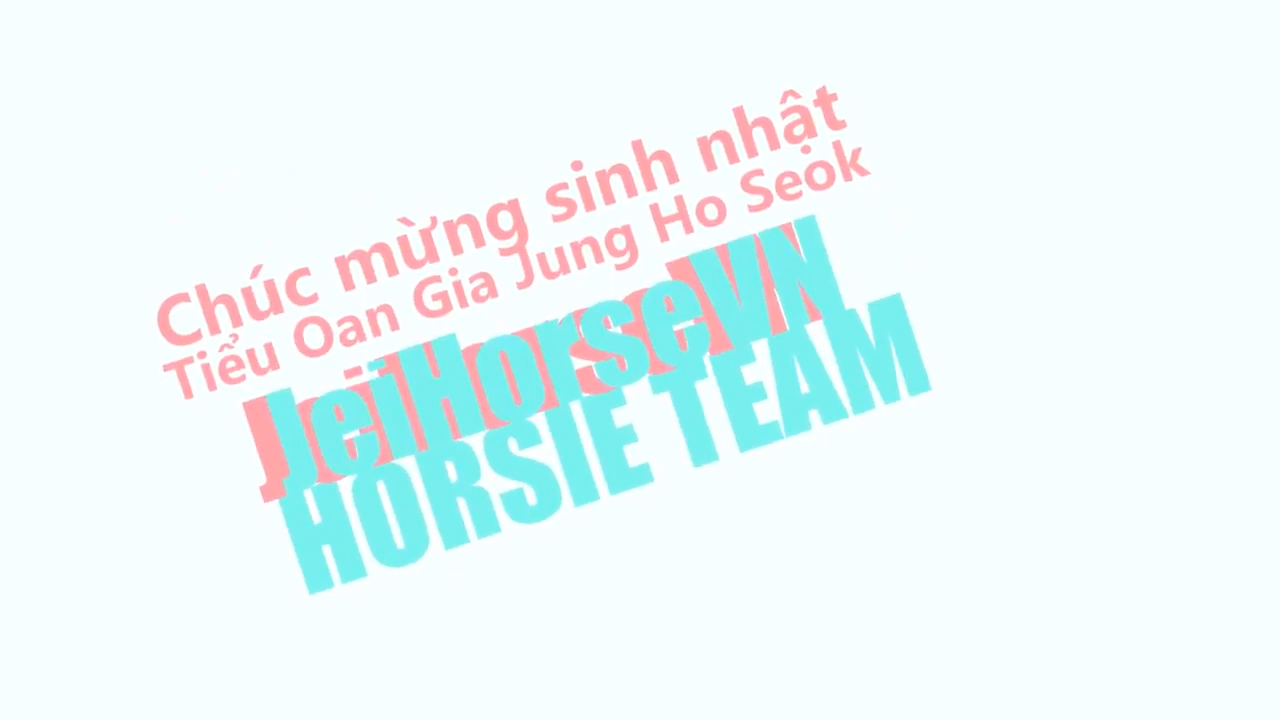 Chúc mừng sinh nhật
Tiểu Oan Gia Jung Ho Seok
JeiHorseVN
HORSIE TEAM